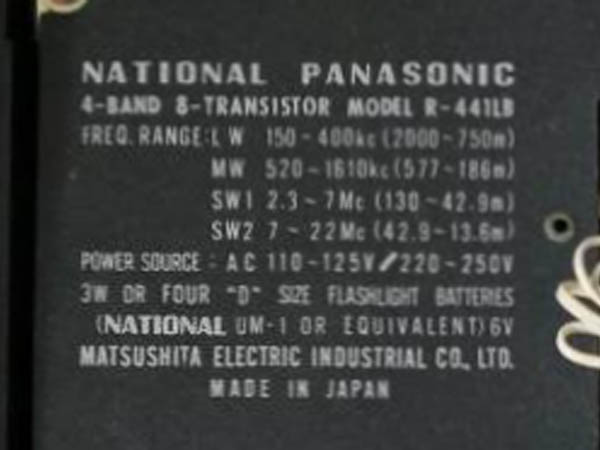 NATIONAL PANASONIC
4-BAND 8-TRANSISTOR MODEL R-441LB
FREQ. RANGE: LW 150~400kc (2000~750m)
MW 520~1610kc (577~186m)
SW1 2.3~7Mc (130~42.9m)
SW2 7~22Mc (42.9~13.6m)
POWER SOURCE: AC 110~125V/220~250V
3W OR FOUR "D" SIZE FLASHLIGHT BATTERIES
(NATIONAL UM-1 OR EQUIVALENT) 6V
MATSUSHITA ELECTRIC INDUSTRIAL CO., LTD.
MADE IN JAPAN